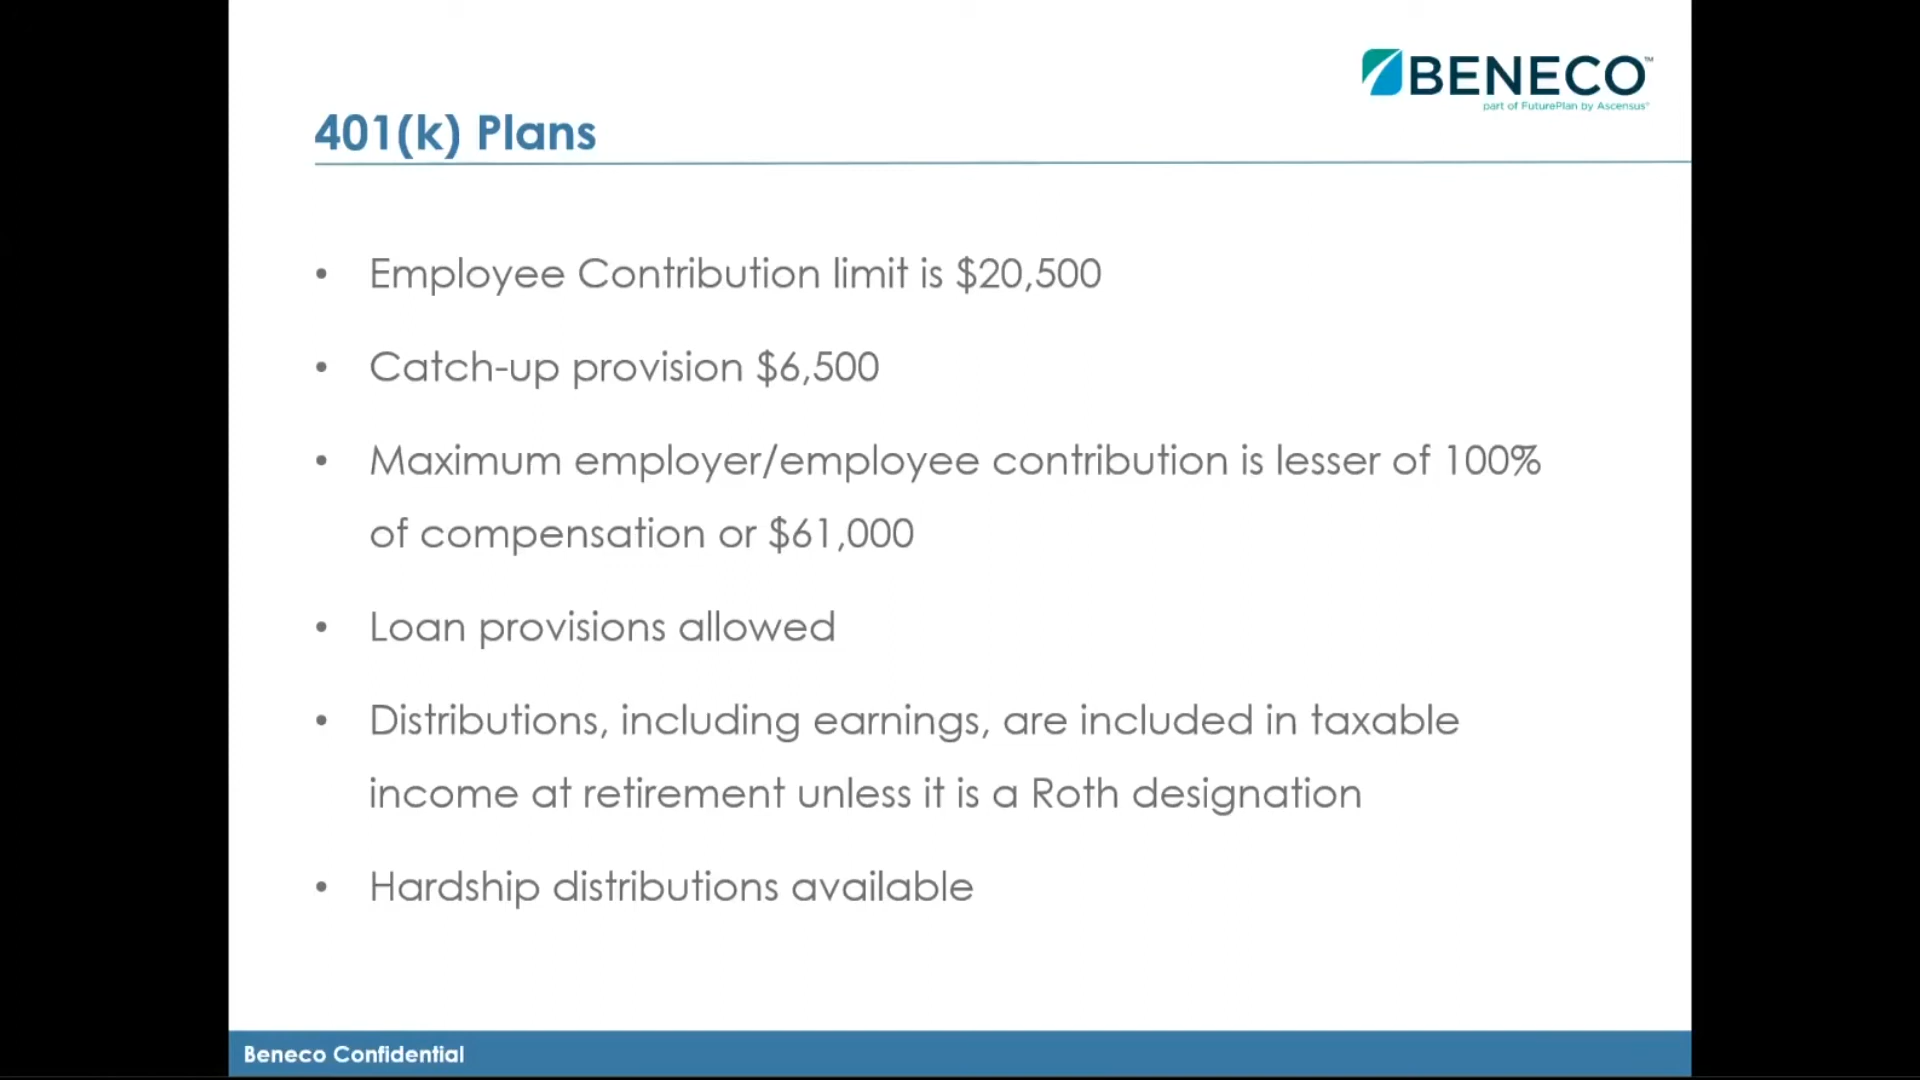 BENECO™
part of FuturePlan by Ascensus®
401(k) Plans
• Employee Contribution limit is $20,500
• Catch-up provision $6,500
• Maximum employer/employee contribution is lesser of 100%
of compensation or $61,000
• Loan provisions allowed
• Distributions, including earnings, are included in taxable
income at retirement unless it is a Roth designation
• Hardship distributions available
Beneco Confidential